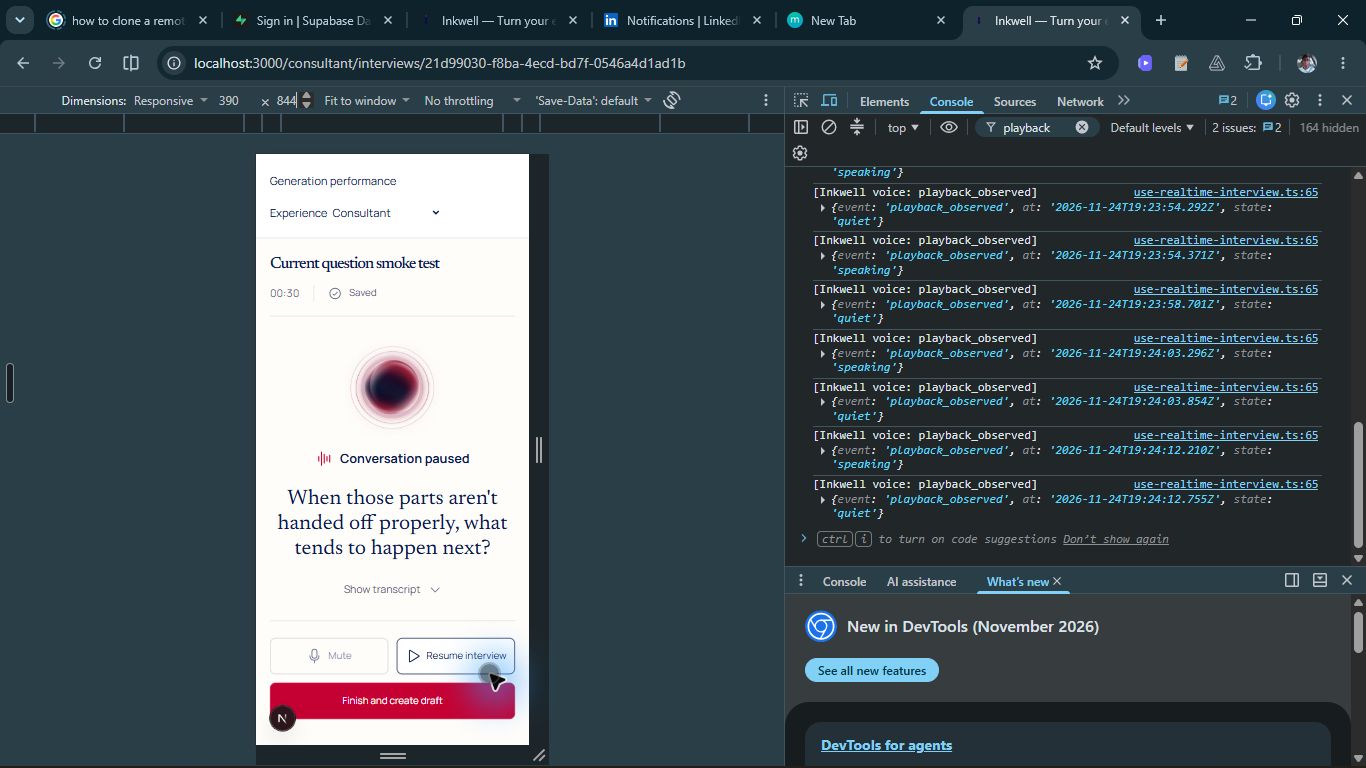 how to clone a remot
Sign in | Supabase Da
Inkwell — Turn your e
Notifications | Linked
New Tab
Inkwell — Turn your e
localhost:3000/consultant/interviews/21d99030-f8ba-4ecd-bd7f-0546a4d1ad1b
Dimensions: Responsive 390 × 844 Fit to window No throttling 'Save-Data': default
Elements Console Sources Network 2
top playback Default levels 2 issues: 2 164 hidden
Generation performance
Experience Consultant
Current question smoke test
00:30 Saved
Conversation paused
When those parts aren't
handed off properly, what
tends to happen next?
Show transcript
Mute Resume interview
Finish and create draft
N
'speaking'}
[Inkwell voice: playback_observed] use-realtime-interview.ts:65
{event: 'playback_observed', at: '2026-11-24T19:23:54.292Z', state:
'quiet'}
[Inkwell voice: playback_observed] use-realtime-interview.ts:65
{event: 'playback_observed', at: '2026-11-24T19:23:54.371Z', state:
'speaking'}
[Inkwell voice: playback_observed] use-realtime-interview.ts:65
{event: 'playback_observed', at: '2026-11-24T19:23:58.701Z', state:
'quiet'}
[Inkwell voice: playback_observed] use-realtime-interview.ts:65
{event: 'playback_observed', at: '2026-11-24T19:24:03.296Z', state:
'speaking'}
[Inkwell voice: playback_observed] use-realtime-interview.ts:65
{event: 'playback_observed', at: '2026-11-24T19:24:03.854Z', state:
'quiet'}
[Inkwell voice: playback_observed] use-realtime-interview.ts:65
{event: 'playback_observed', at: '2026-11-24T19:24:12.210Z', state:
'speaking'}
[Inkwell voice: playback_observed] use-realtime-interview.ts:65
{event: 'playback_observed', at: '2026-11-24T19:24:12.755Z', state:
'quiet'}
ctrl i to turn on code suggestions Don't show again
Console AI assistance What's new
New in DevTools (November 2026)
See all new features
DevTools for agents